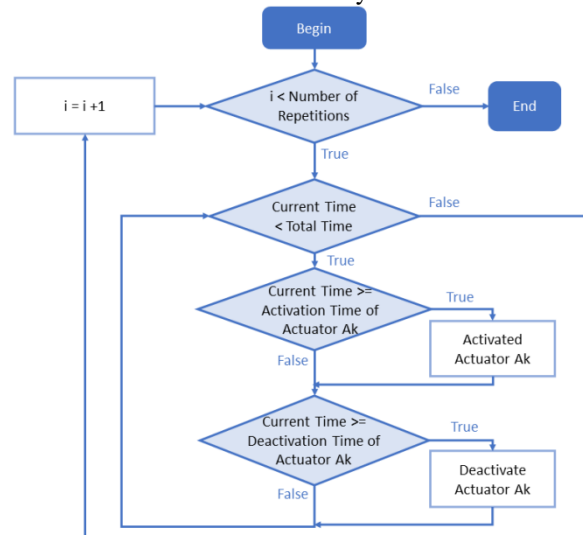 Begin
i < Number of
Repetitions
False
End
i = i +1
True
Current Time
< Total Time
False
True
Current Time >=
Activation Time of
Actuator Ak
True
Activated
Actuator Ak
False
Current Time >=
Deactivation Time of
Actuator Ak
True
Deactivate
Actuator Ak
False